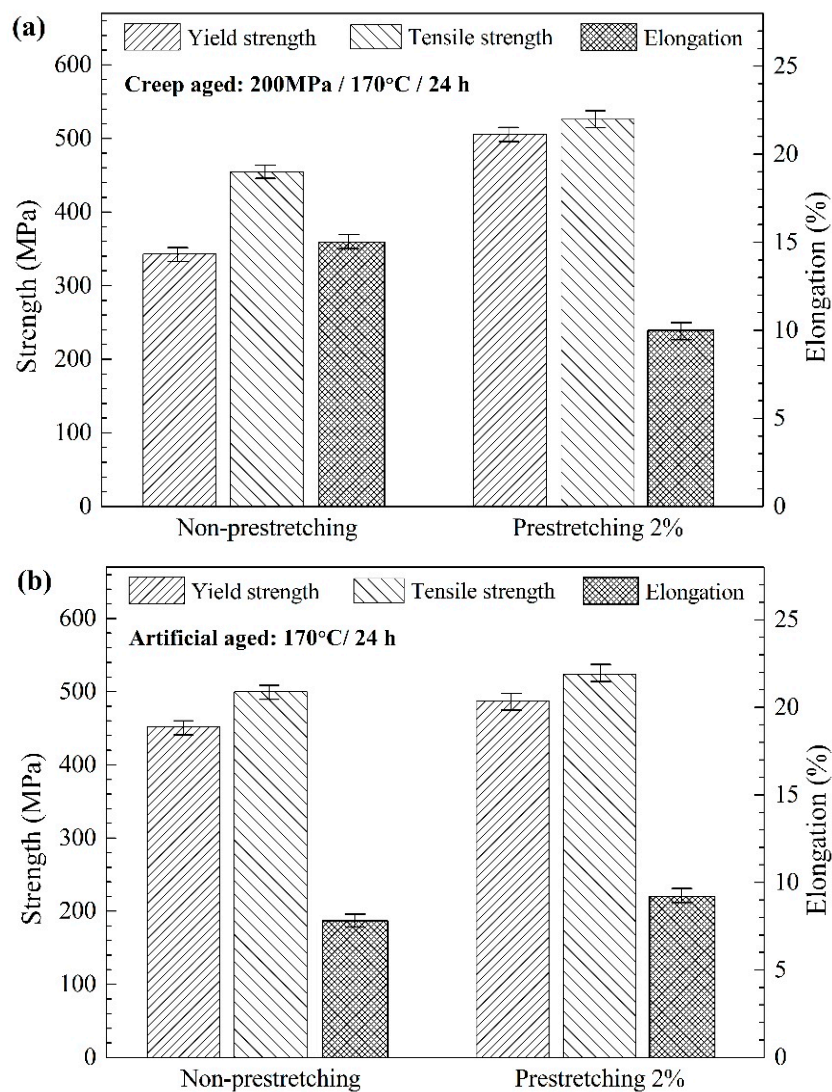 (a)
Yield strength Tensile strength Elongation
Creep aged: 200MPa / 170°C / 24 h
Strength (MPa)
600
500
400
300
200
100
0
Elongation (%)
25
20
15
10
5
0
Non-prestretching Prestretching 2%
(b)
Yield strength Tensile strength Elongation
Artificial aged: 170°C/ 24 h
Strength (MPa)
600
500
400
300
200
100
0
Elongation (%)
25
20
15
10
5
0
Non-prestretching Prestretching 2%